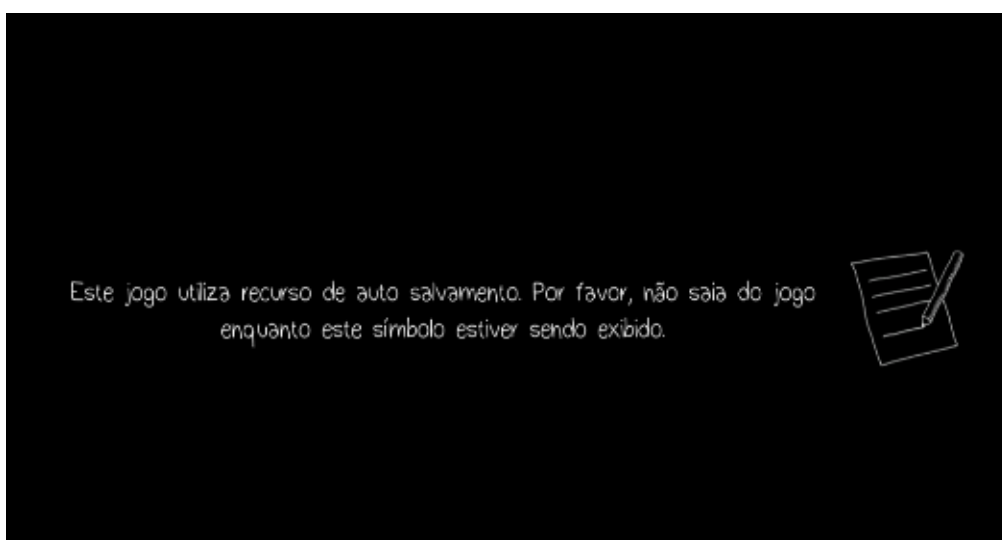 Este jogo utiliza recurso de auto salvamento. Por favor, não saia do jogo
enquanto este símbolo estiver sendo exibido.